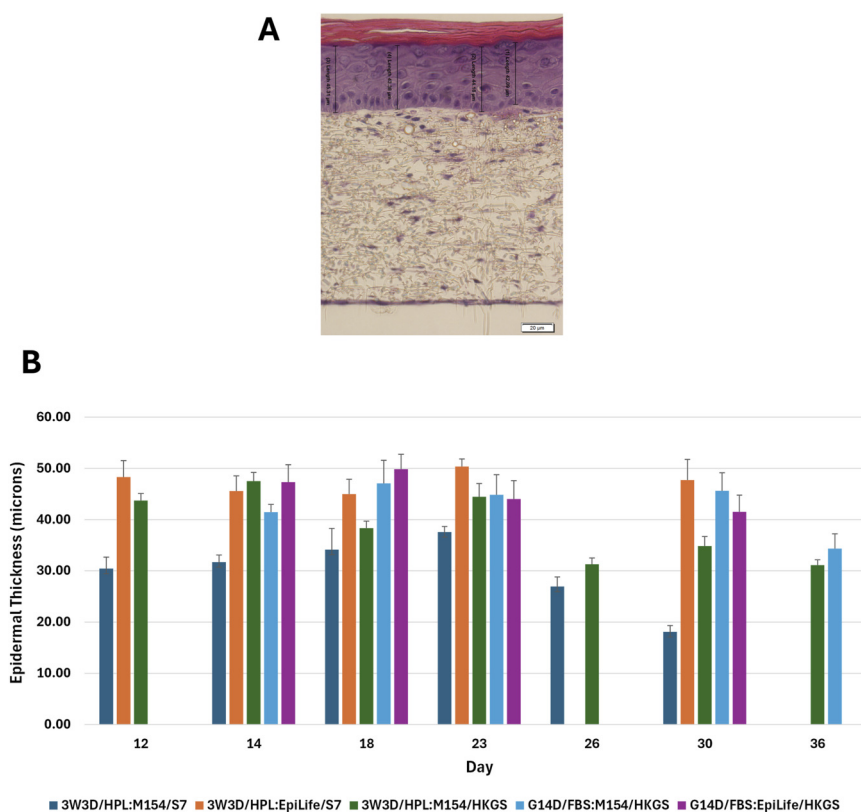 A
20 µm
B
60.00
50.00
40.00
30.00
20.00
10.00
0.00
Epidermal Thickness (microns)
12 14 18 23 26 30 36
Day
3W3D/HPL:M154/S7 3W3D/HPL:EpiLife/S7 3W3D/HPL:M154/HKGS G14D/FBS:M154/HKGS G14D/FBS:EpiLife/HKGS